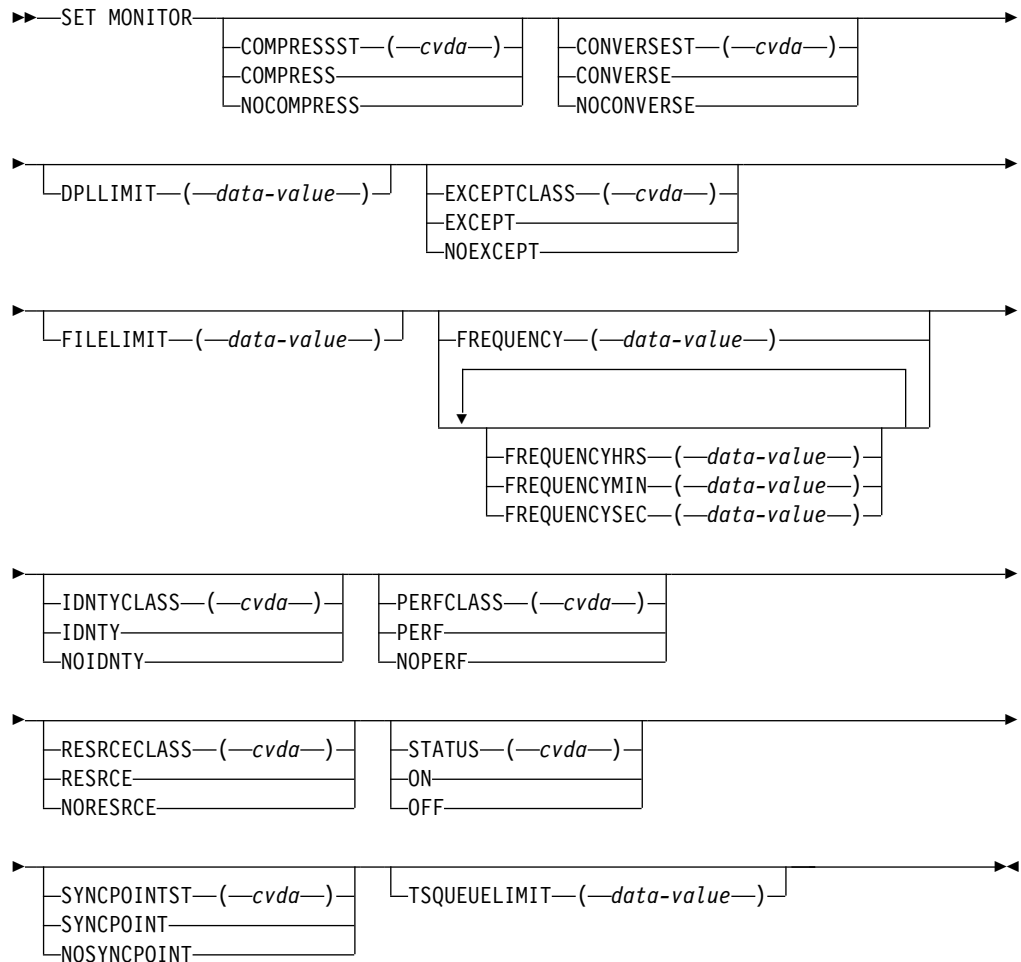 SET MONITOR
COMPRESSST ( cvda )
COMPRESS
NOCOMPRESS
CONVERSEST ( cvda )
CONVERSE
NOCONVERSE
DPLLIMIT ( data-value )
EXCEPTCLASS ( cvda )
EXCEPT
NOEXCEPT
FILELIMIT ( data-value )
FREQUENCY ( data-value )
FREQUENCYHRS ( data-value )
FREQUENCYMIN ( data-value )
FREQUENCYSEC ( data-value )
IDNTYCLASS ( cvda )
IDNTY
NOIDNTY
PERFCLASS ( cvda )
PERF
NOPERF
RESRCECLASS ( cvda )
RESRCE
NORESRCE
STATUS ( cvda )
ON
OFF
SYNCPOINTST ( cvda )
SYNCPOINT
NOSYNCPOINT
TSQUEUELIMIT ( data-value )